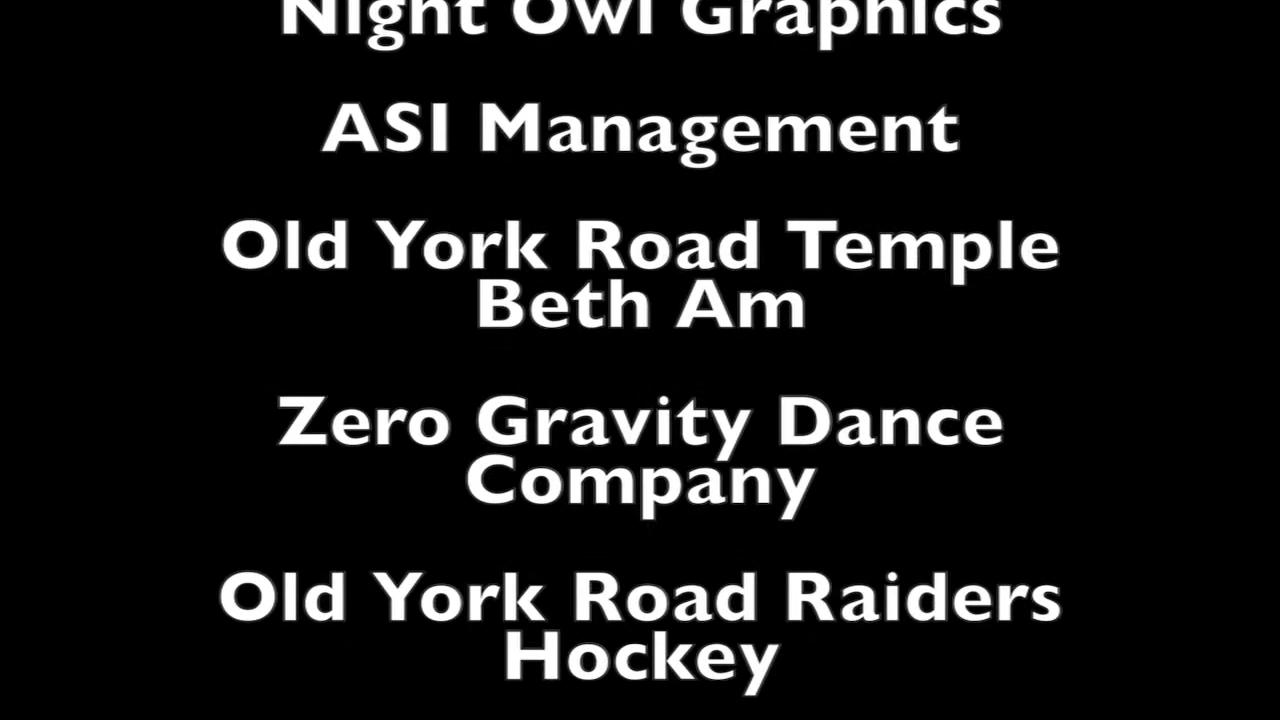 Night Owl Graphics
ASI Management
Old York Road Temple
Beth Am
Zero Gravity Dance
Company
Old York Road Raiders
Hockey